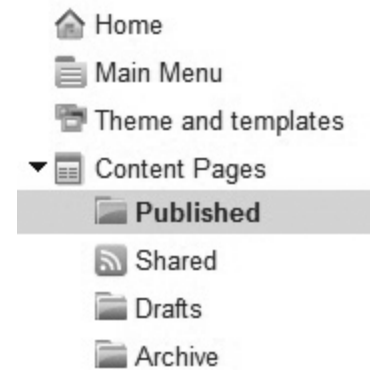 Home
Main Menu
Theme and templates
Content Pages
Published
Shared
Drafts
Archive